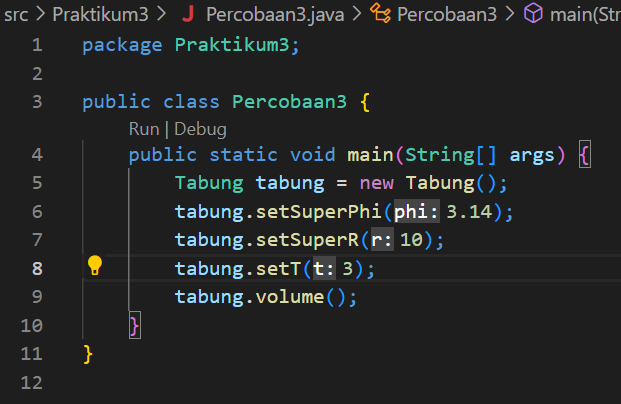 src > Praktikum3 > J Percobaan3.java > Percobaan3 > main(Str
1 package Praktikum3;
2
3 public class Percobaan3 {
Run | Debug
4 public static void main(String[] args) {
5 Tabung tabung = new Tabung();
6 tabung.setSuperPhi(phi: 3.14);
7 tabung.setSuperR(r: 10);
8 tabung.setT(t: 3);
9 tabung.volume();
10 }
11 }
12